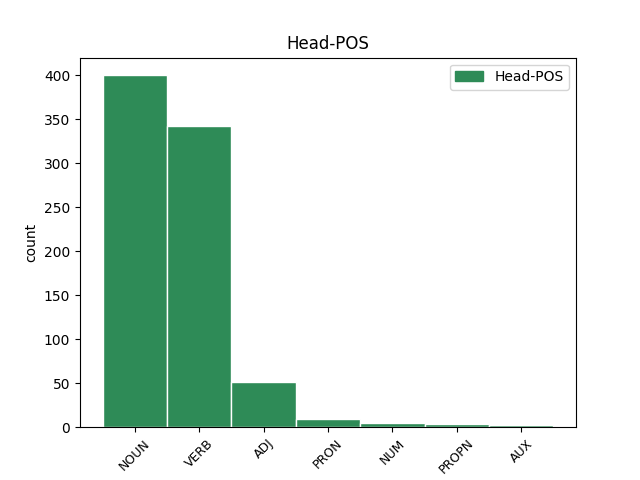 Head-POS
Head-POS
400
350
300
250
200
150
100
50
0
count
NOUN
VERB
ADJ
PRON
NUM
PROPN
AUX